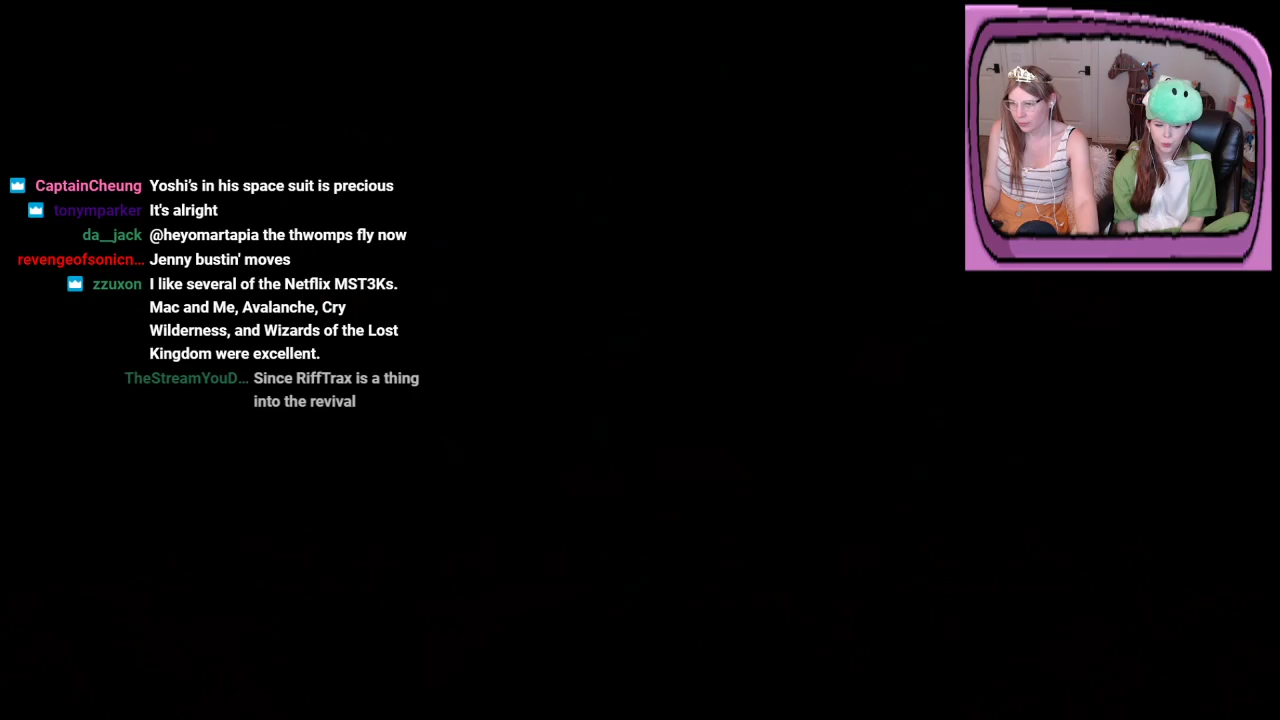 CaptainCheung Yoshi's in his space suit is precious
tonymparker It's alright
da__jack @heyomartapia the thwomps fly now
revengeofsonicn… Jenny bustin' moves
zzuxon I like several of the Netflix MST3Ks.
Mac and Me, Avalanche, Cry
Wilderness, and Wizards of the Lost
Kingdom were excellent.
TheStreamYouD… Since RiffTrax is a thing
into the revival